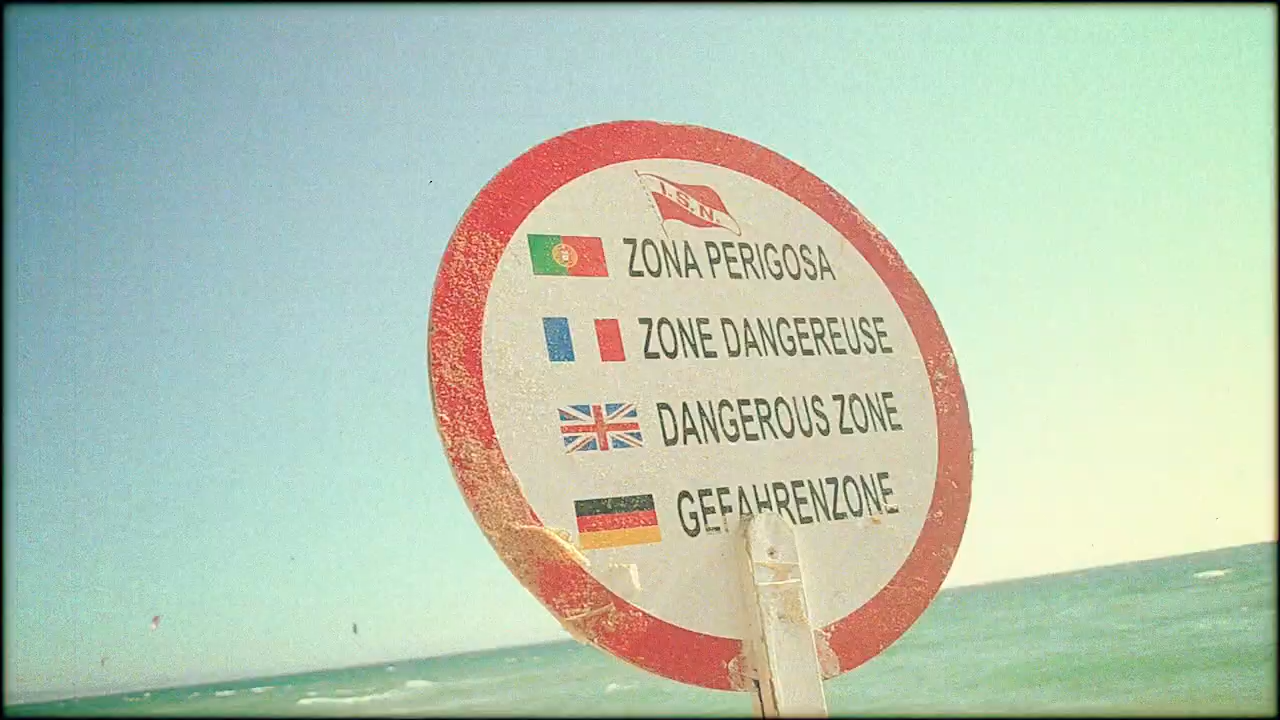 I.S.N.
ZONA PERIGOSA
ZONE DANGEREUSE
DANGEROUS ZONE
GEFAHRENZONE